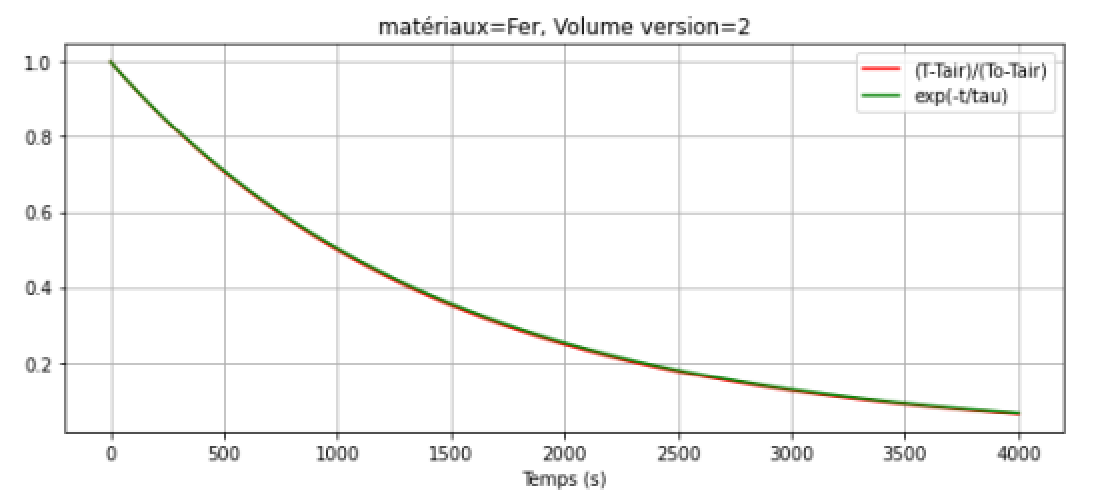 matériaux=Fer, Volume version=2
(T-Tair)/(To-Tair)
exp(-t/tau)
1.0
0.8
0.6
0.4
0.2
0 500 1000 1500 2000 2500 3000 3500 4000
Temps (s)